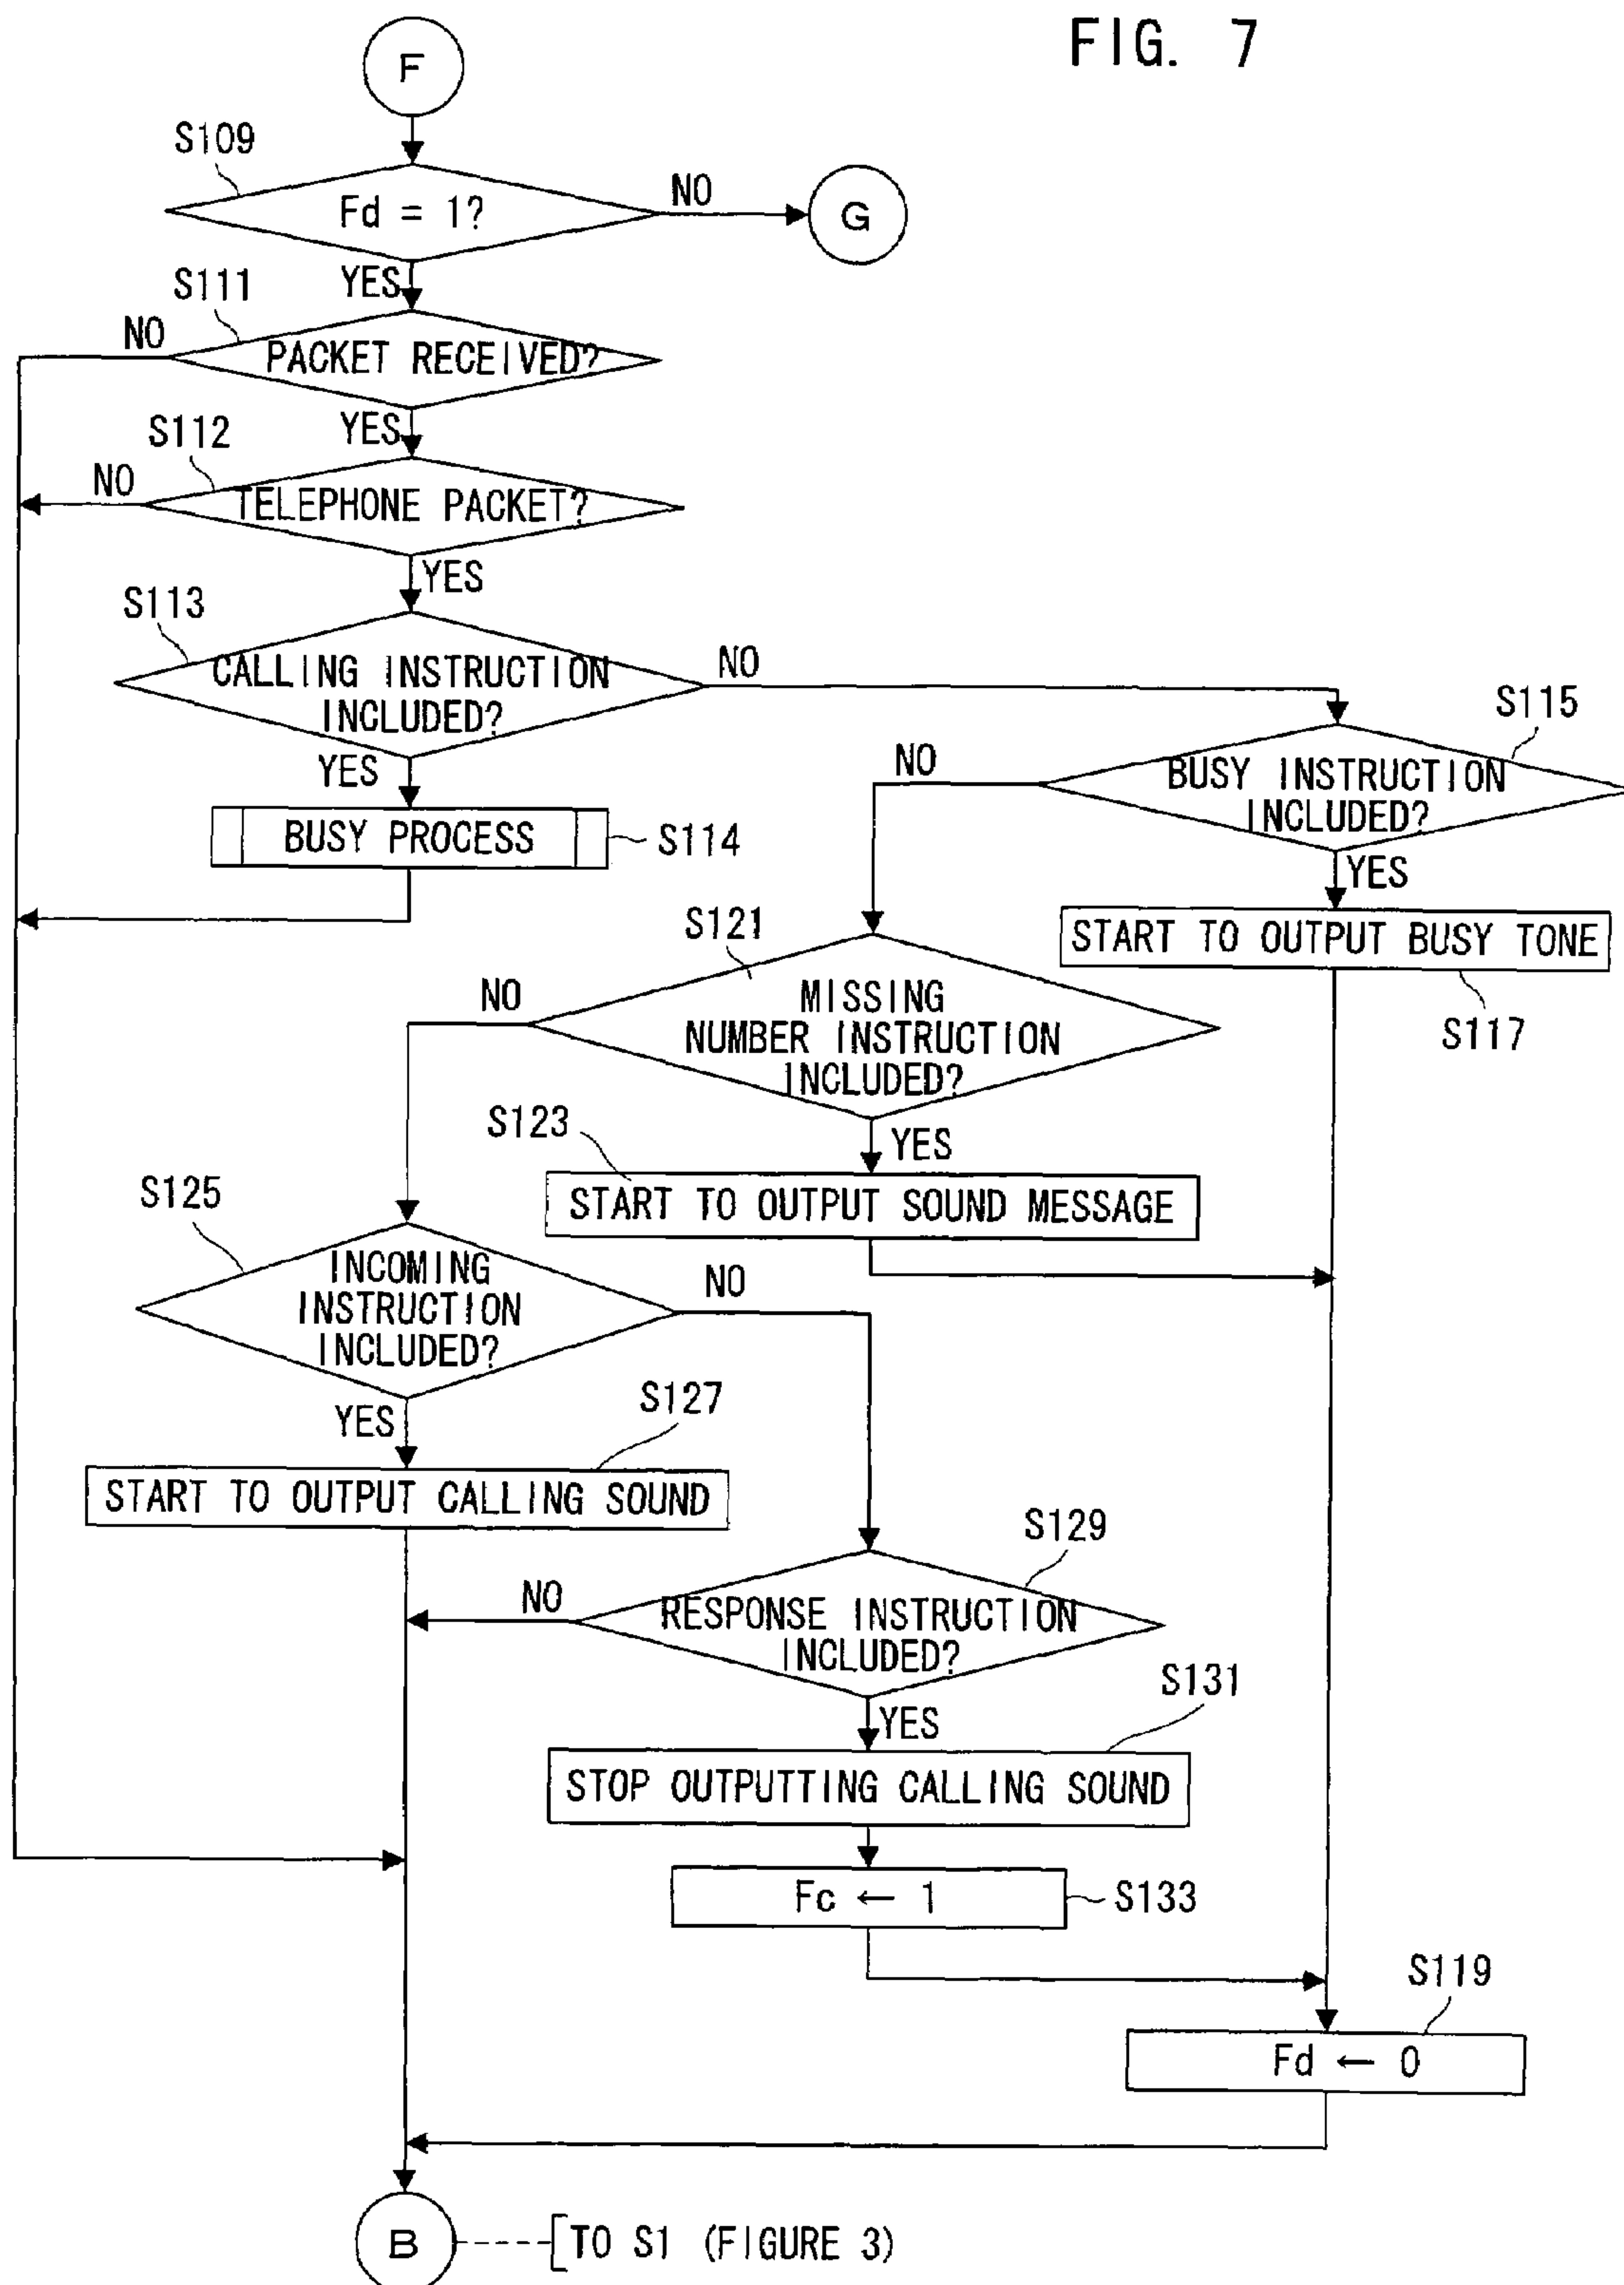 FIG. 7
F
S109
Fd = 1?
NO
G
YES
S111
NO
PACKET RECEIVED?
YES
S112
NO
TELEPHONE PACKET?
YES
S113
CALLING INSTRUCTION
INCLUDED?
NO
YES
S115
BUSY INSTRUCTION
INCLUDED?
NO
YES
BUSY PROCESS
S114
START TO OUTPUT BUSY TONE
S117
S121
MISSING
NUMBER INSTRUCTION
INCLUDED?
NO
YES
S123
START TO OUTPUT SOUND MESSAGE
S125
INCOMING
INSTRUCTION
INCLUDED?
NO
YES
S127
START TO OUTPUT CALLING SOUND
S129
NO
RESPONSE INSTRUCTION
INCLUDED?
YES
S131
STOP OUTPUTTING CALLING SOUND
Fc ← 1
S133
S119
Fd ← 0
B
TO S1 (FIGURE 3)